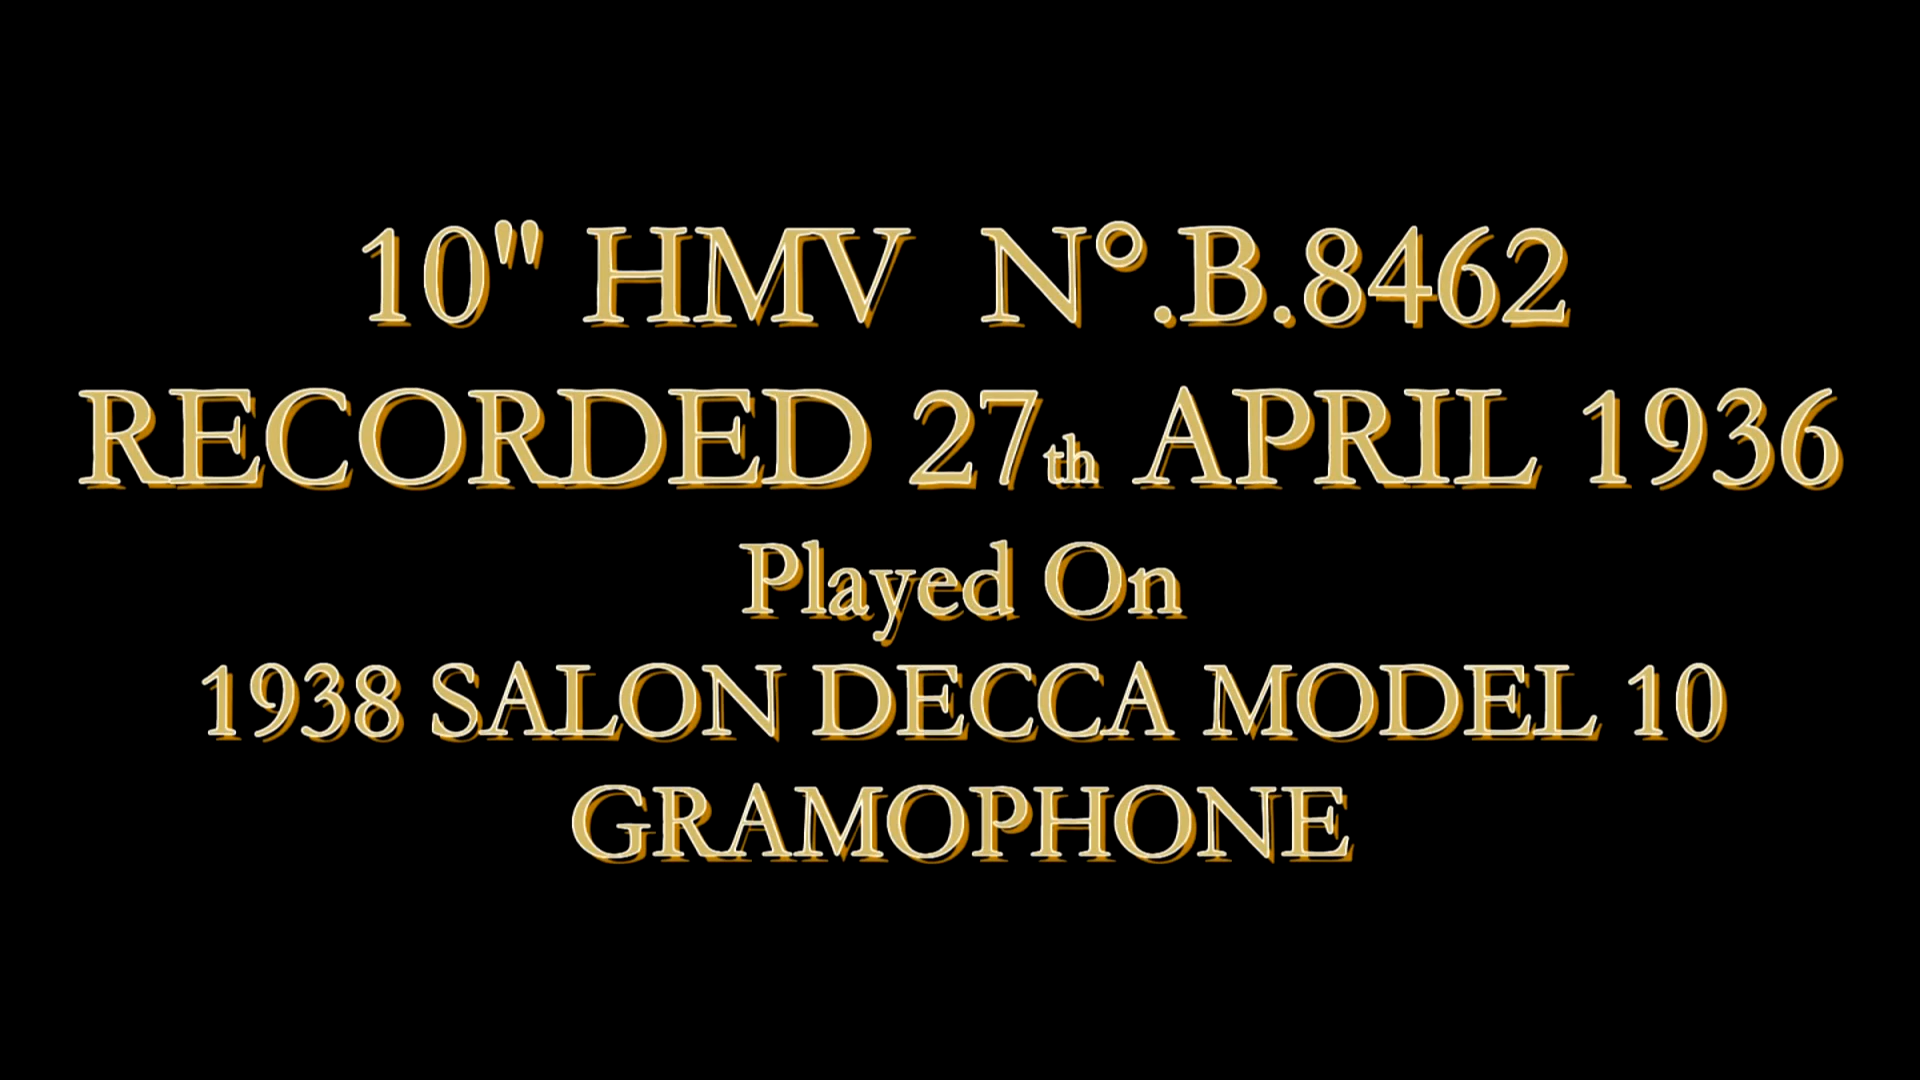 10" HMV N°.B.8462
RECORDED 27th APRIL 1936
Played On
1938 SALON DECCA MODEL 10
GRAMOPHONE